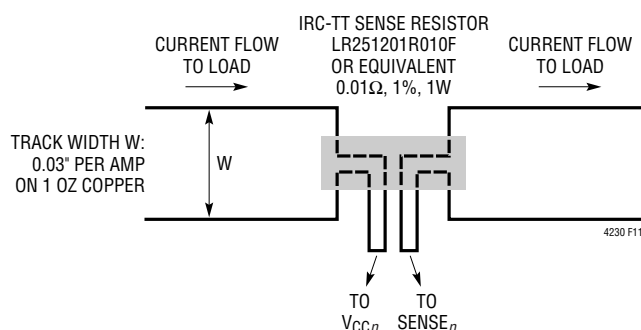 IRC-TT SENSE RESISTOR
LR251201R010F
OR EQUIVALENT
0.01Ω, 1%, 1W
CURRENT FLOW
TO LOAD
CURRENT FLOW
TO LOAD
TRACK WIDTH W:
0.03" PER AMP
ON 1 OZ COPPER
W
4230 F11
TO
VCCn
TO
SENSEn